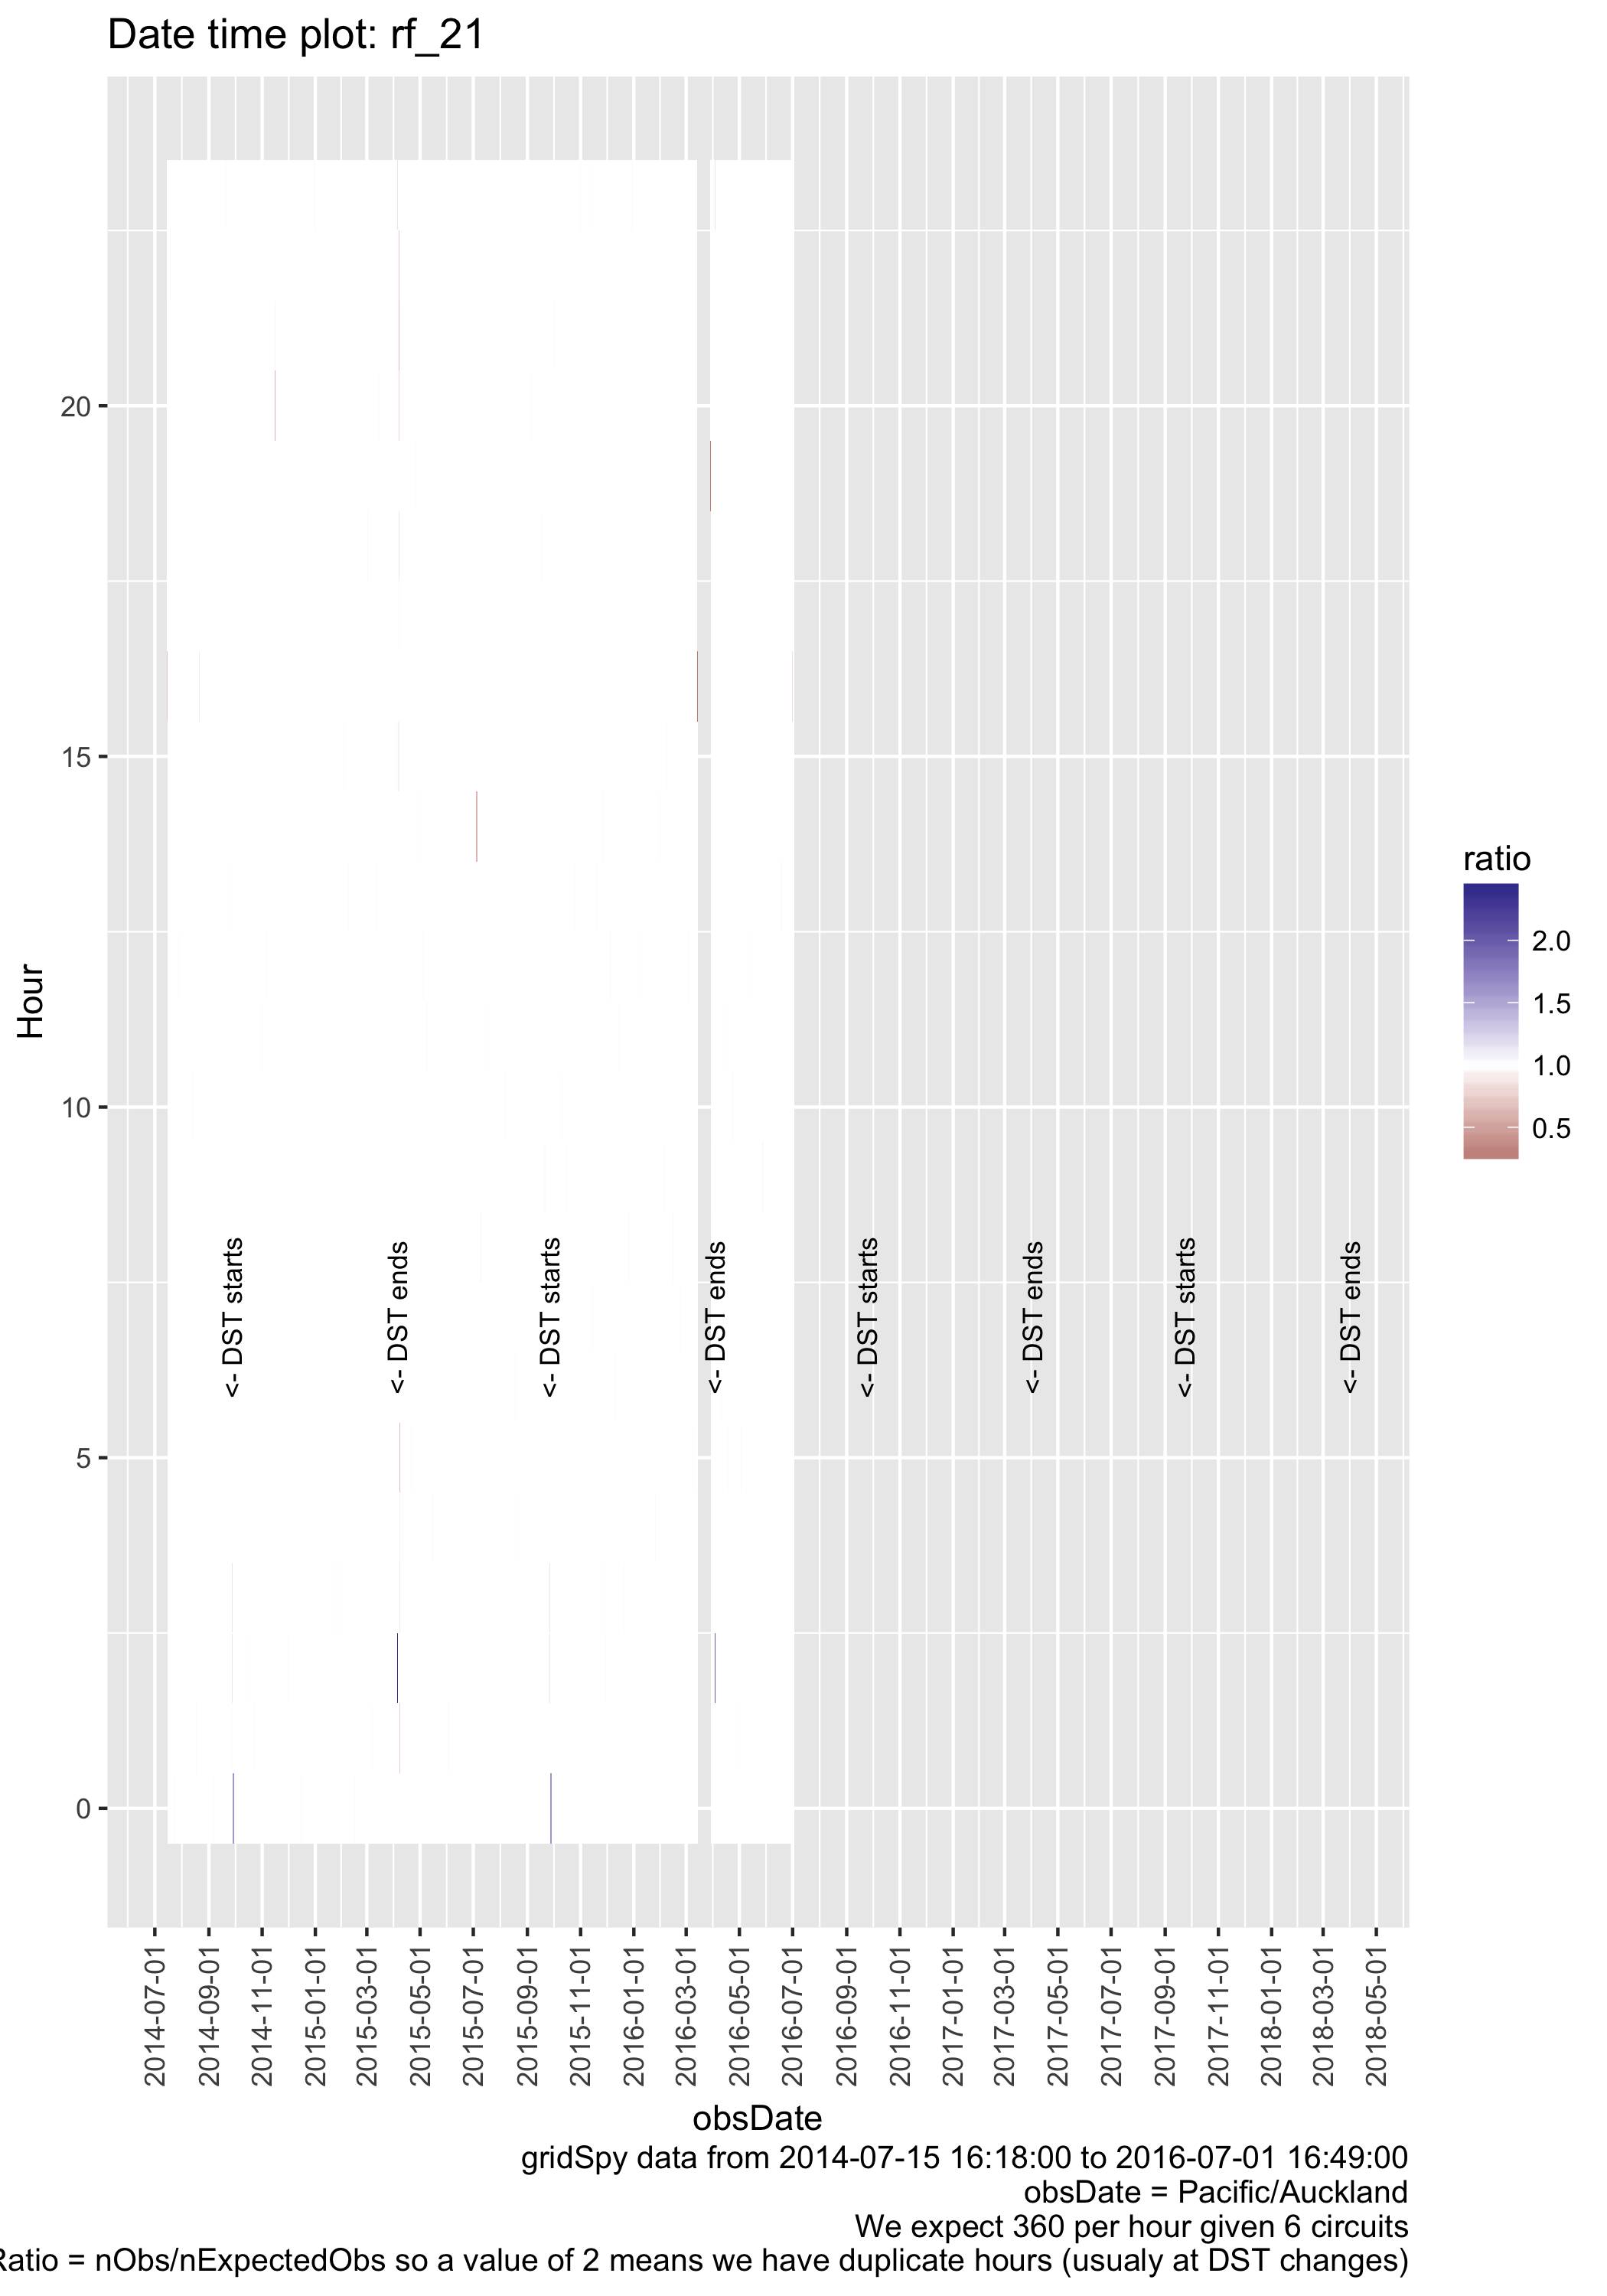 Date time plot: rf_21
20
15
10
5
0
Hour
<- DST starts
<- DST ends
<- DST starts
<- DST ends
<- DST starts
<- DST ends
<- DST starts
<- DST ends
ratio
2.0
1.5
1.0
0.5
2014-07-01
2014-09-01
2014-11-01
2015-01-01
2015-03-01
2015-05-01
2015-07-01
2015-09-01
2015-11-01
2016-01-01
2016-03-01
2016-05-01
2016-07-01
2016-09-01
2016-11-01
2017-01-01
2017-03-01
2017-05-01
2017-07-01
2017-09-01
2017-11-01
2018-01-01
2018-03-01
2018-05-01
obsDate
gridSpy data from 2014-07-15 16:18:00 to 2016-07-01 16:49:00
obsDate = Pacific/Auckland
We expect 360 per hour given 6 circuits
Ratio = nObs/nExpectedObs so a value of 2 means we have duplicate hours (usualy at DST changes)